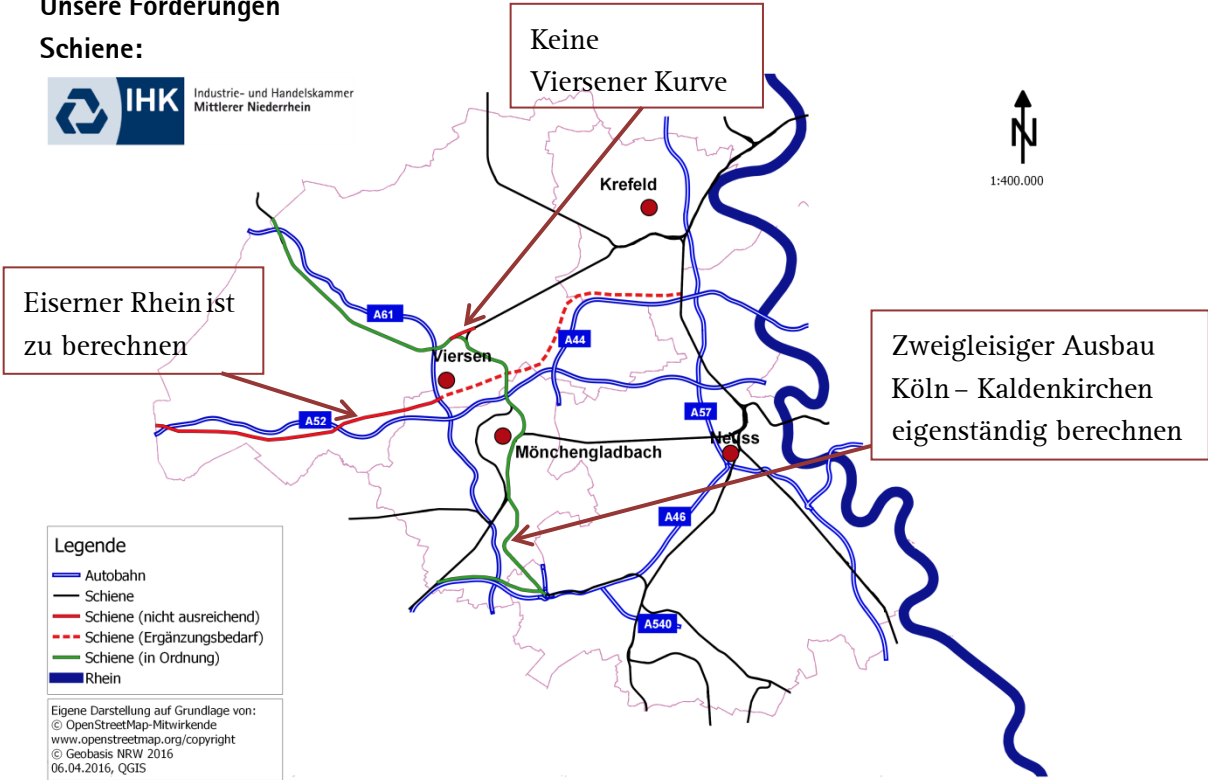 Unsere Forderungen
Schiene:
IHK
Industrie- und Handelskammer
Mittlerer Niederrhein
Keine
Viersener Kurve
N
1:400.000
Krefeld
Eiserner Rhein ist
zu berechnen
A61
A44
Viersen
A52
A57
Zweigleisiger Ausbau
Köln – Kaldenkirchen
eigenständig berechnen
Neuss
Mönchengladbach
A46
A540
Legende
Autobahn
Schiene
Schiene (nicht ausreichend)
Schiene (Ergänzungsbedarf)
Schiene (in Ordnung)
Rhein
Eigene Darstellung auf Grundlage von:
© OpenStreetMap-Mitwirkende
www.openstreetmap.org/copyright
© Geobasis NRW 2016
06.04.2016, QGIS